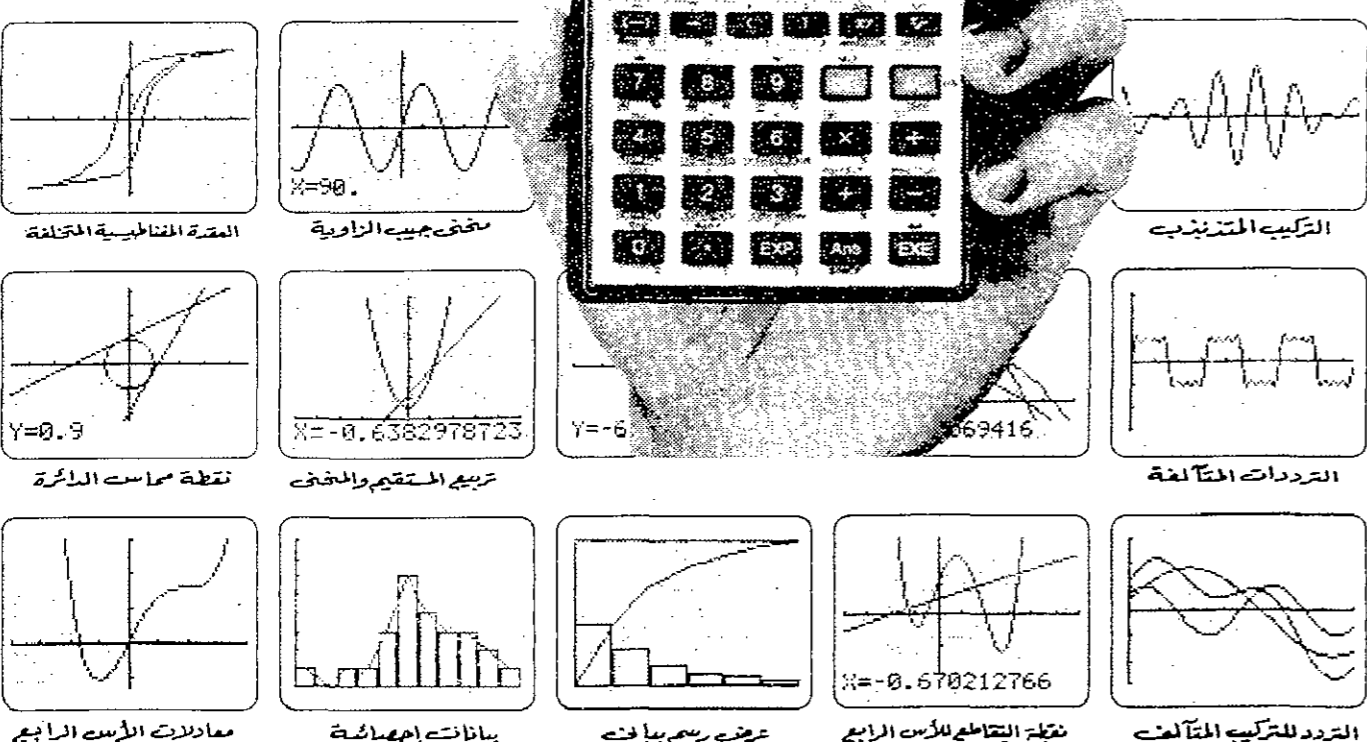 7 8 9
4 5 6 × ÷
1 2 3 + −
0 . EXP Ans EXE
X=90.
المقدرة المغناطيسية المتخلفة
منحنى جيب الزاوية
التركيب المتذبذب
Y=0.9
X=-0.6382978723
Y=-6
669416
نقطة مماس الدائرة
تربيع المستقيم والمنحنى
الترددات المتآلفة
X=-0.670212766
معادلات الأس الرابع
بيانات إحصائية
عرض رسم بياني
نقطة التقاطع للأس الرابع
التردد للتركيب المتآلف